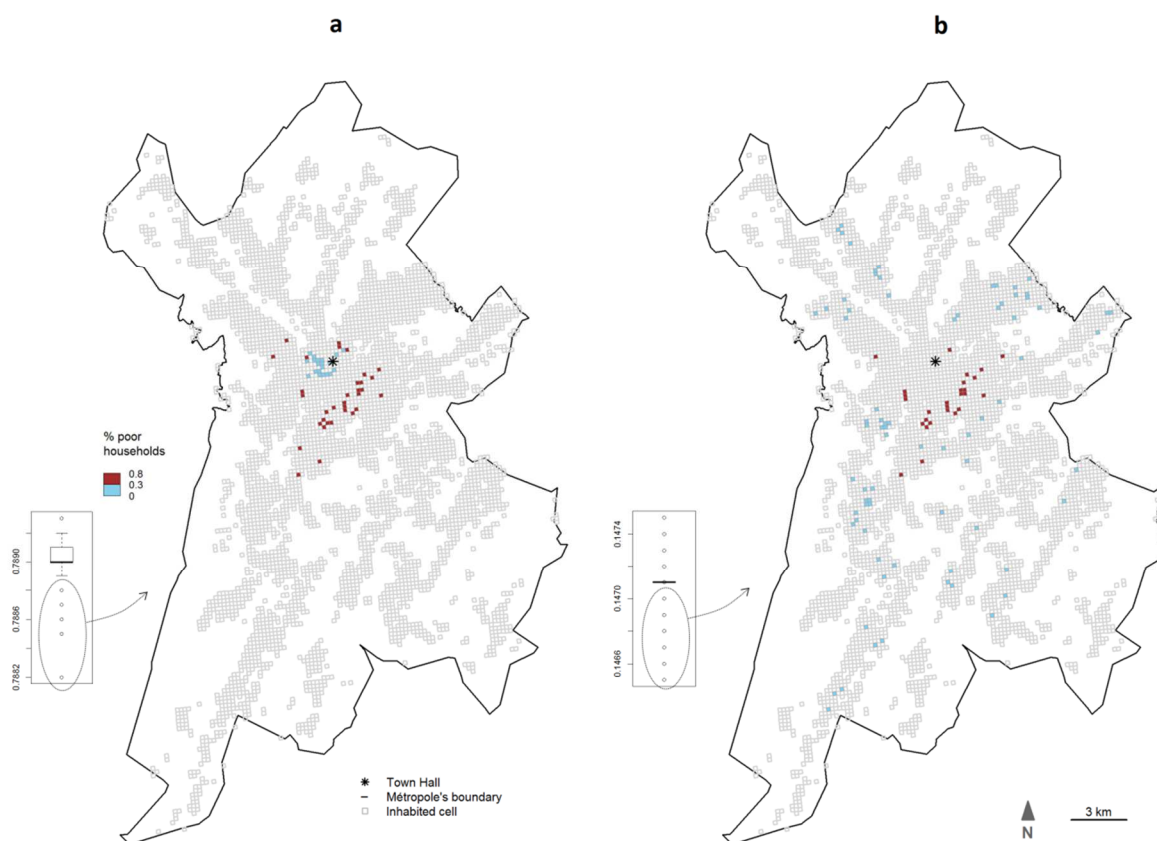 a
b
% poor
households
0.8
0.3
0
0.7890
0.7886
0.7882
0.1474
0.1470
0.1466
Town Hall
Métropole's boundary
Inhabited cell
N
3 km